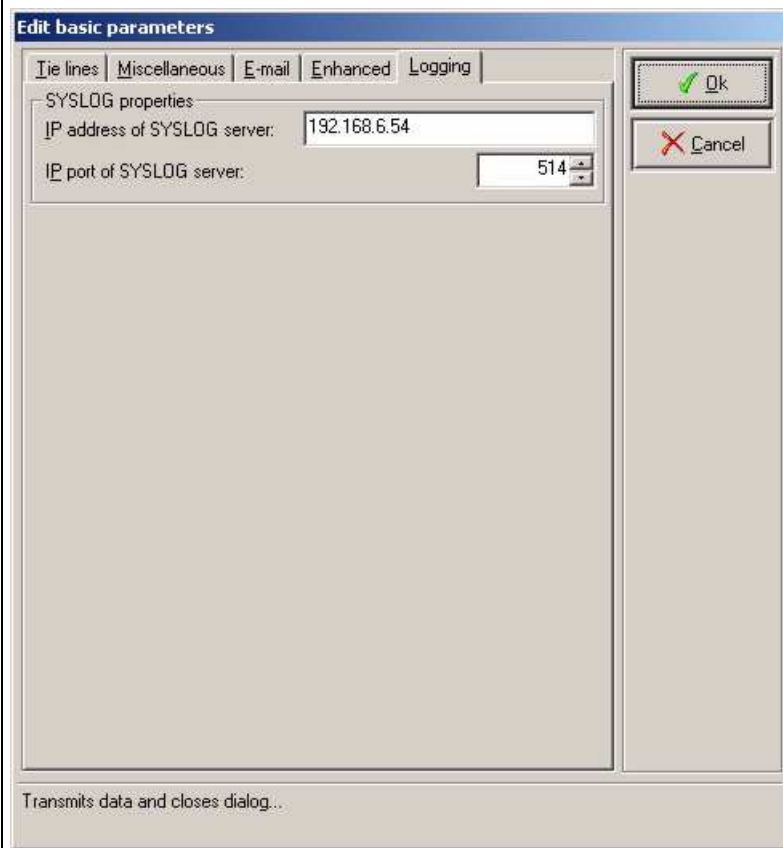 Edit basic parameters
Tie lines Miscellaneous E-mail Enhanced Logging
SYSLOG properties
IP address of SYSLOG server: 192.168.6.54
IP port of SYSLOG server: 514
Ok
Cancel
Transmits data and closes dialog...